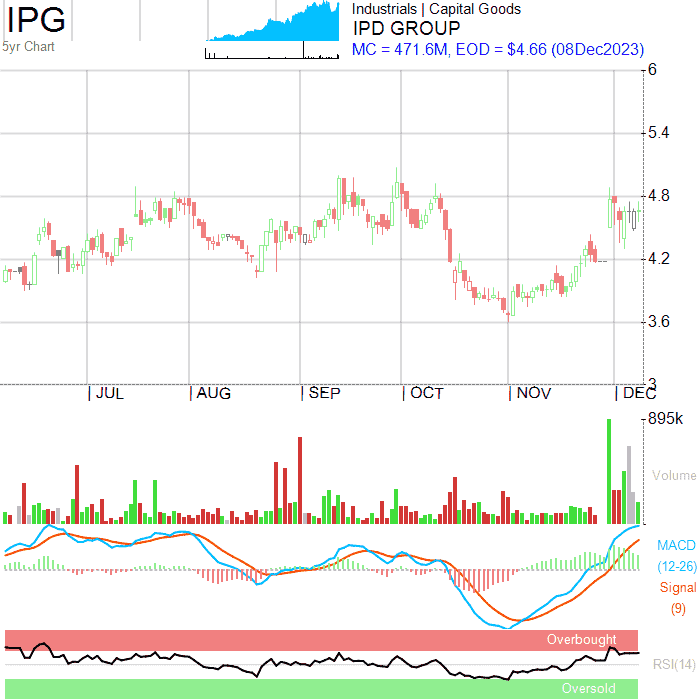 IPG
5yr Chart
Industrials | Capital Goods
IPD GROUP
MC = 471.6M, EOD = $4.66 (08Dec2023)
6
5.4
4.8
4.2
3.6
3
JUL
AUG
SEP
OCT
NOV
DEC
895k
Volume
MACD
(12-26)
Signal
(9)
Overbought
RSI(14)
Oversold